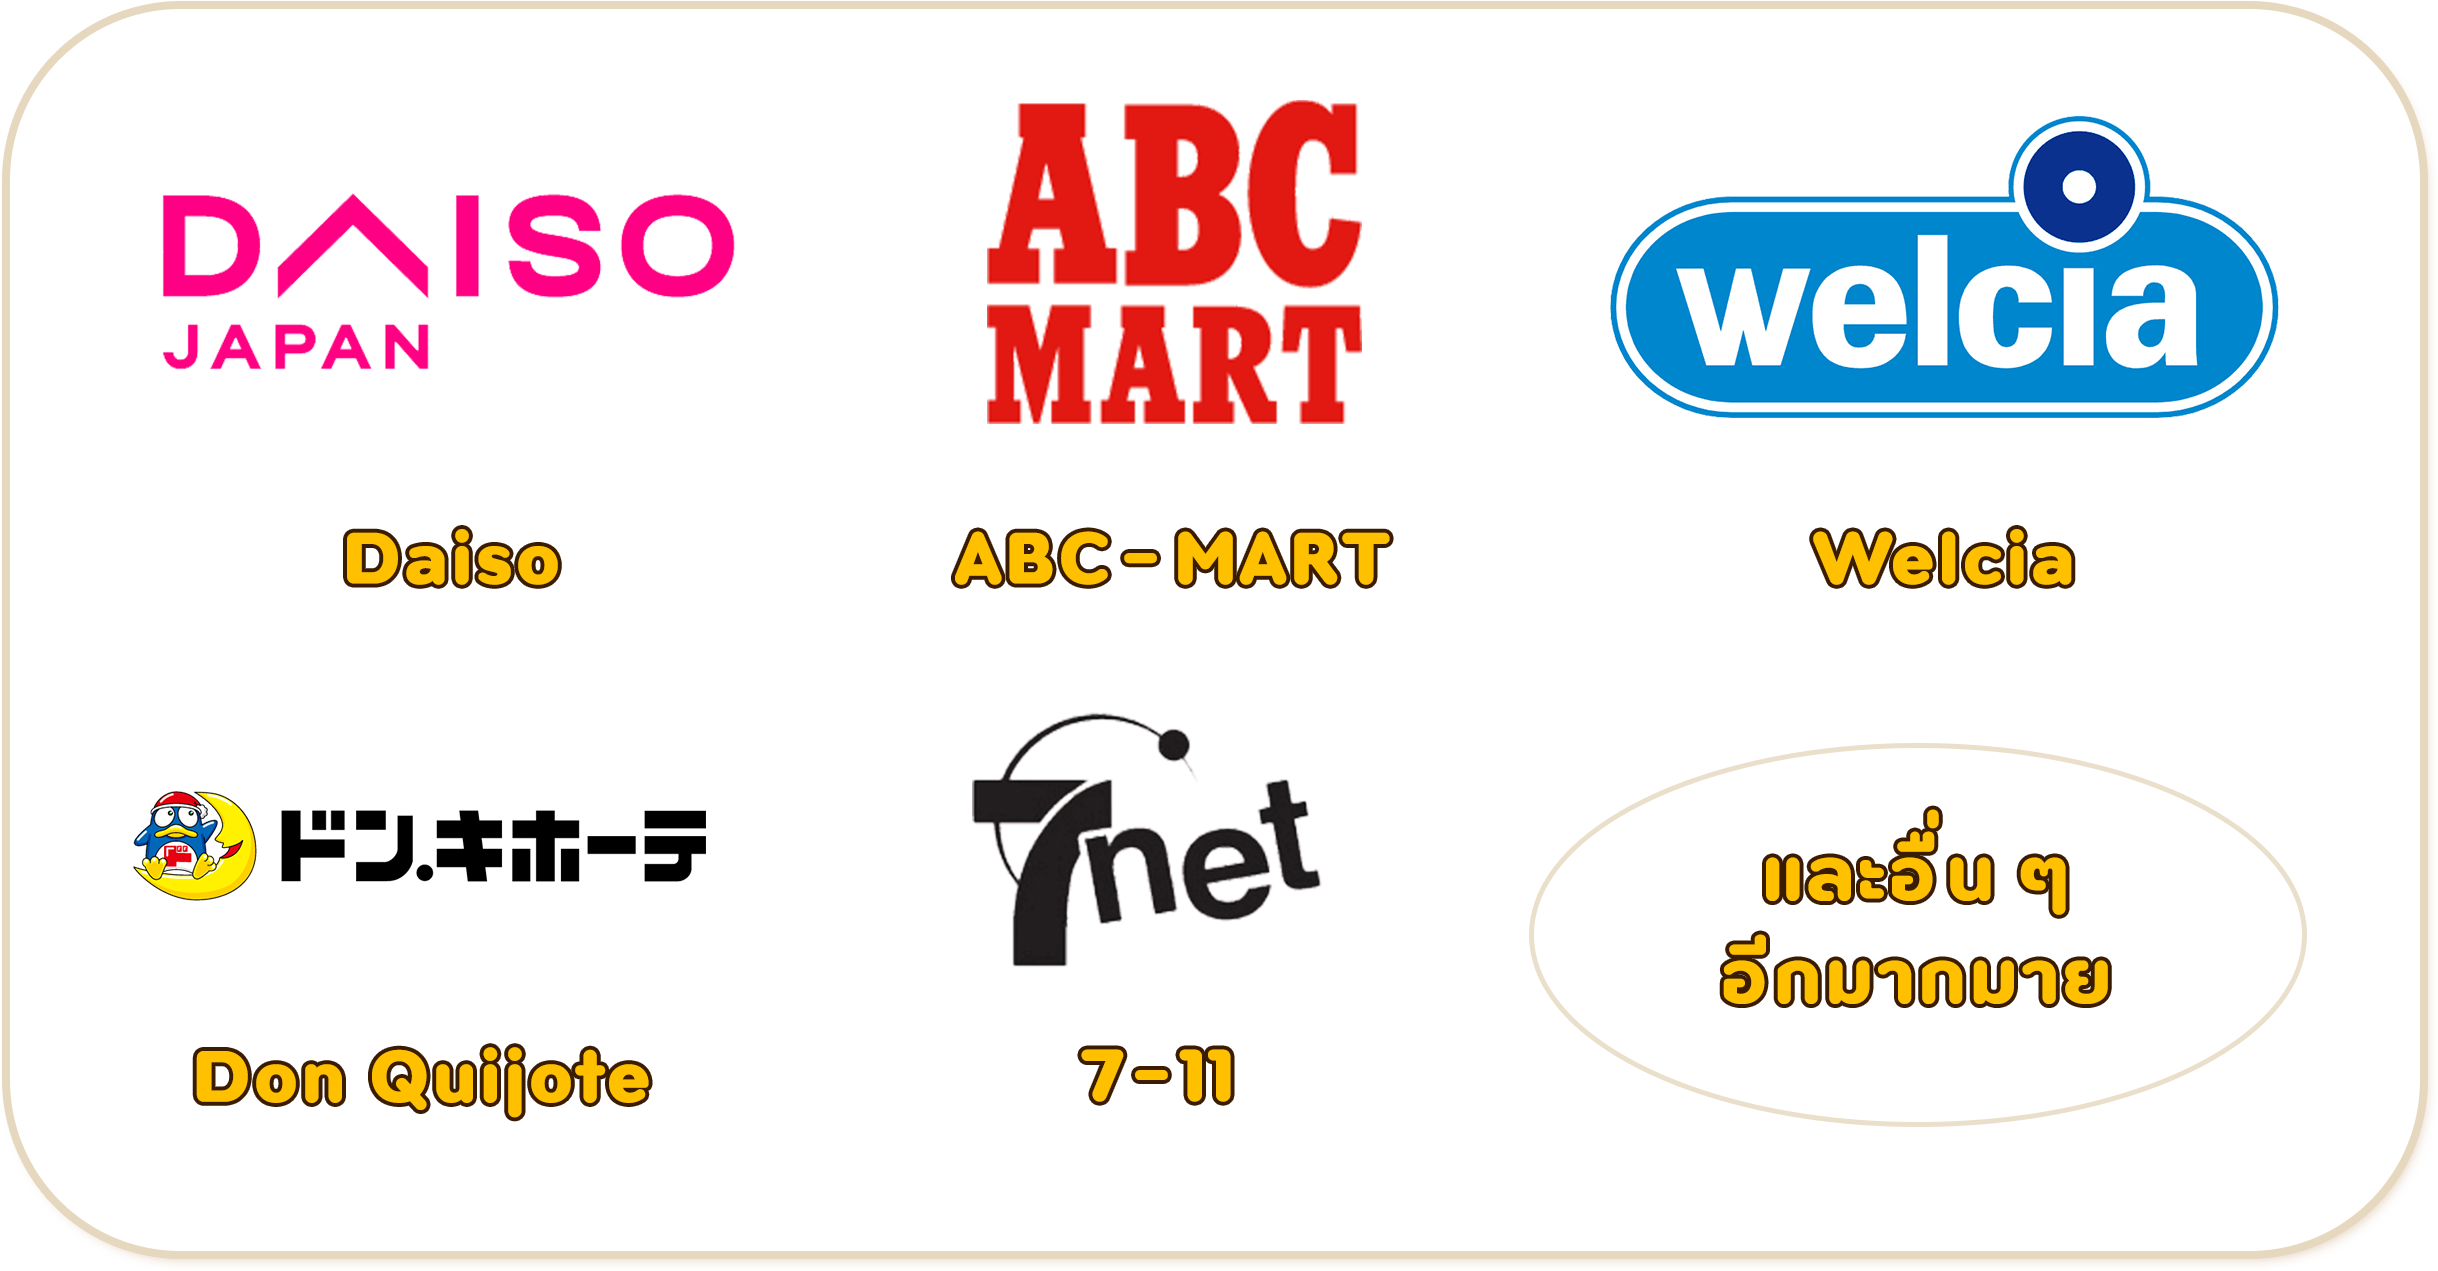 DAISO
JAPAN
ABC
MART
welcia
Daiso
ABC-MART
Welcia
ドン.キホーテ
7net
และอื่น ๆ
อีกมากมาย
Don Quijote
7-11